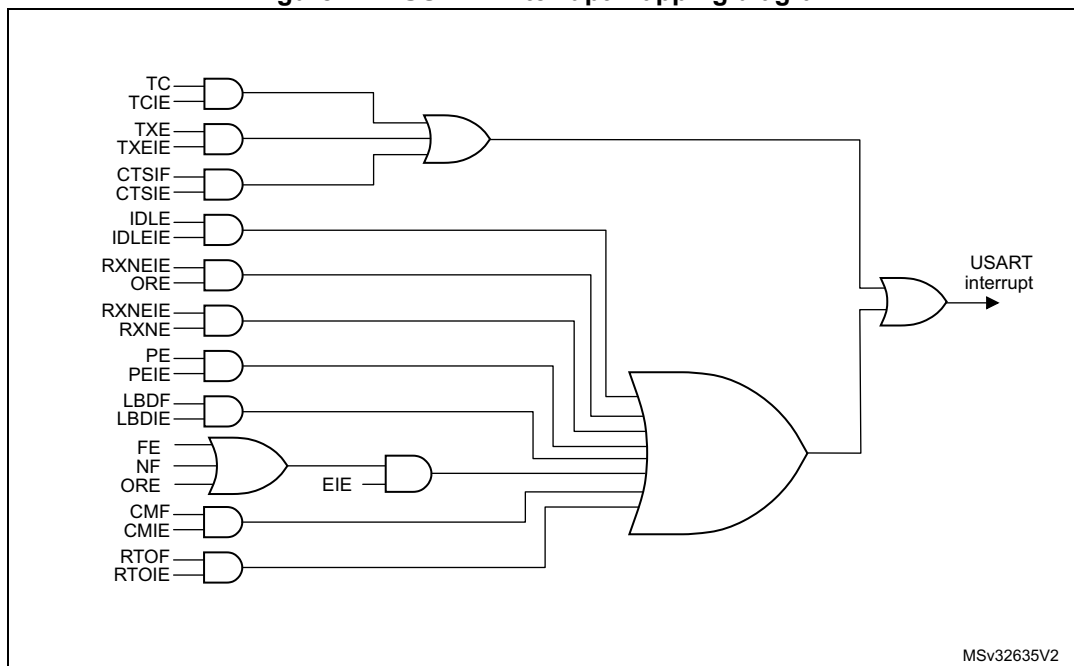 TC
TCIE
TXE
TXEIE
CTSIF
CTSIE
IDLE
IDLEIE
RXNEIE
ORE
RXNEIE
RXNE
PE
PEIE
LBDF
LBDIE
FE
NF
ORE
EIE
CMF
CMIE
RTOF
RTOIE
USART
interrupt
MSv32635V2